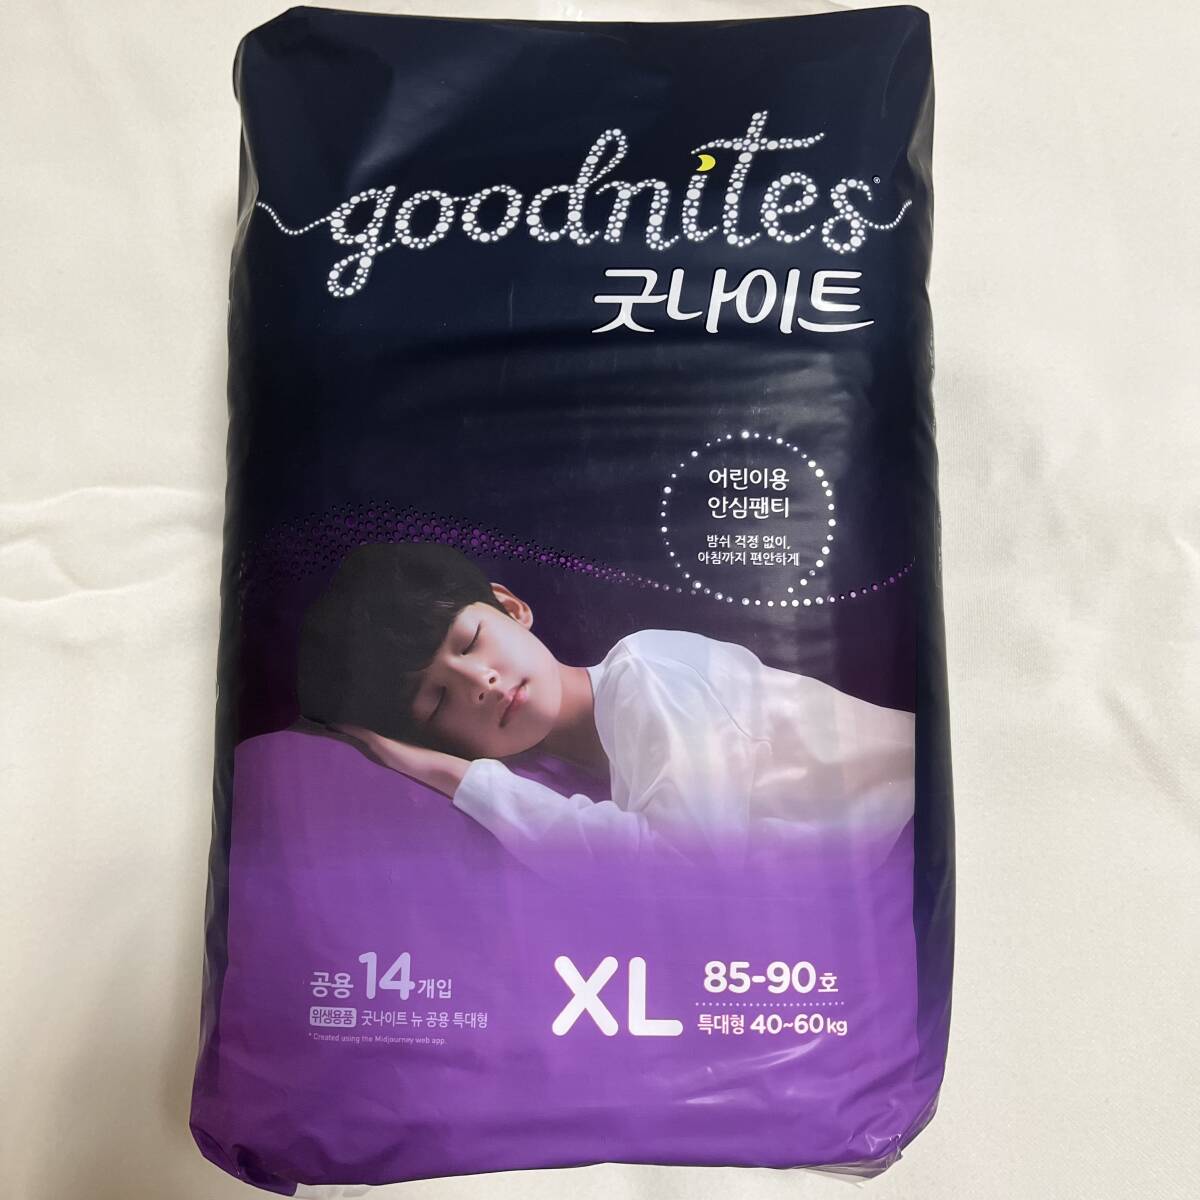 goodnites®
굿나이트
어린이용
안심팬티
밤쉬 걱정 없이,
아침까지 편안하게
공용 14개입
위생용품 굿나이트 뉴 공용 특대형
* Created using the Midjourney web app.
XL
85-90호
특대형 40~60kg